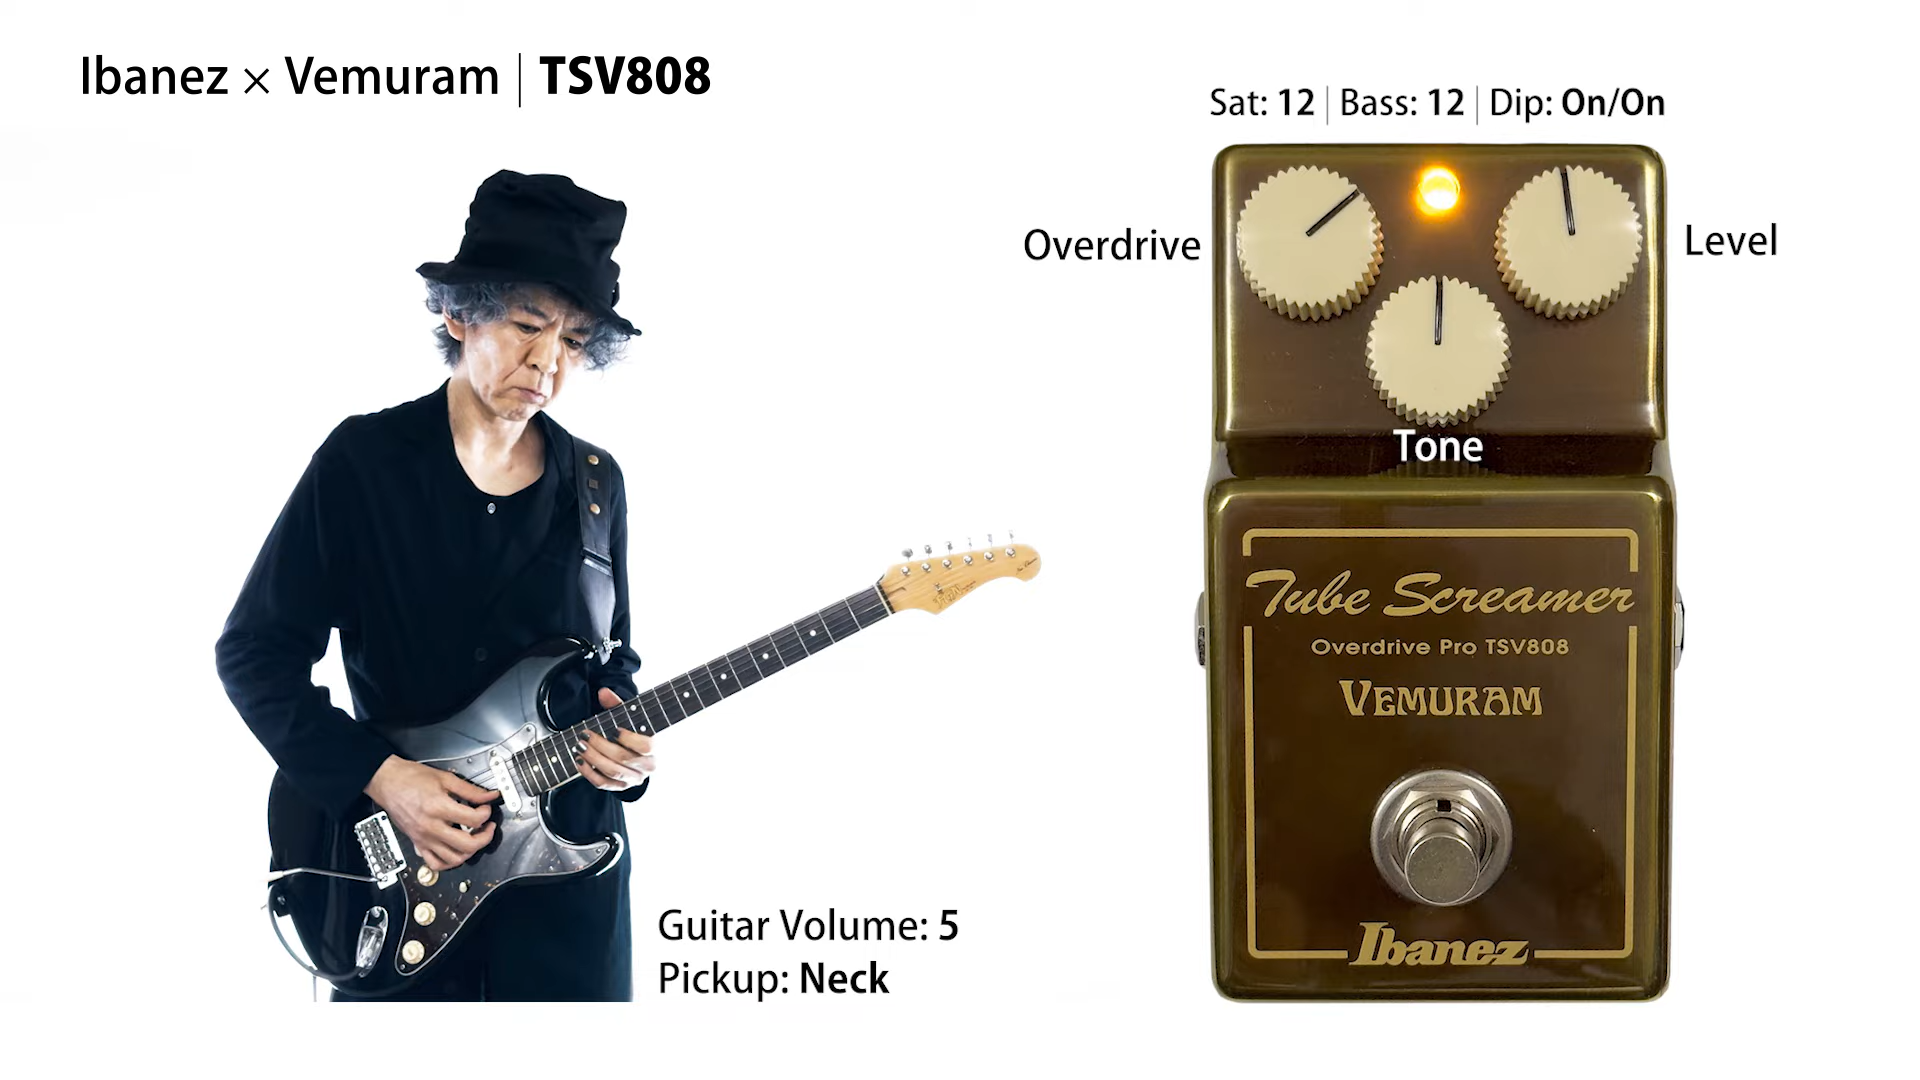 Ibanez × Vemuram | TSV808
Sat: 12 | Bass: 12 | Dip: On/On
Overdrive
Level
Tone
Tube Screamer
Overdrive Pro TSV808
VEMURAM
Ibanez
Guitar Volume: 5
Pickup: Neck